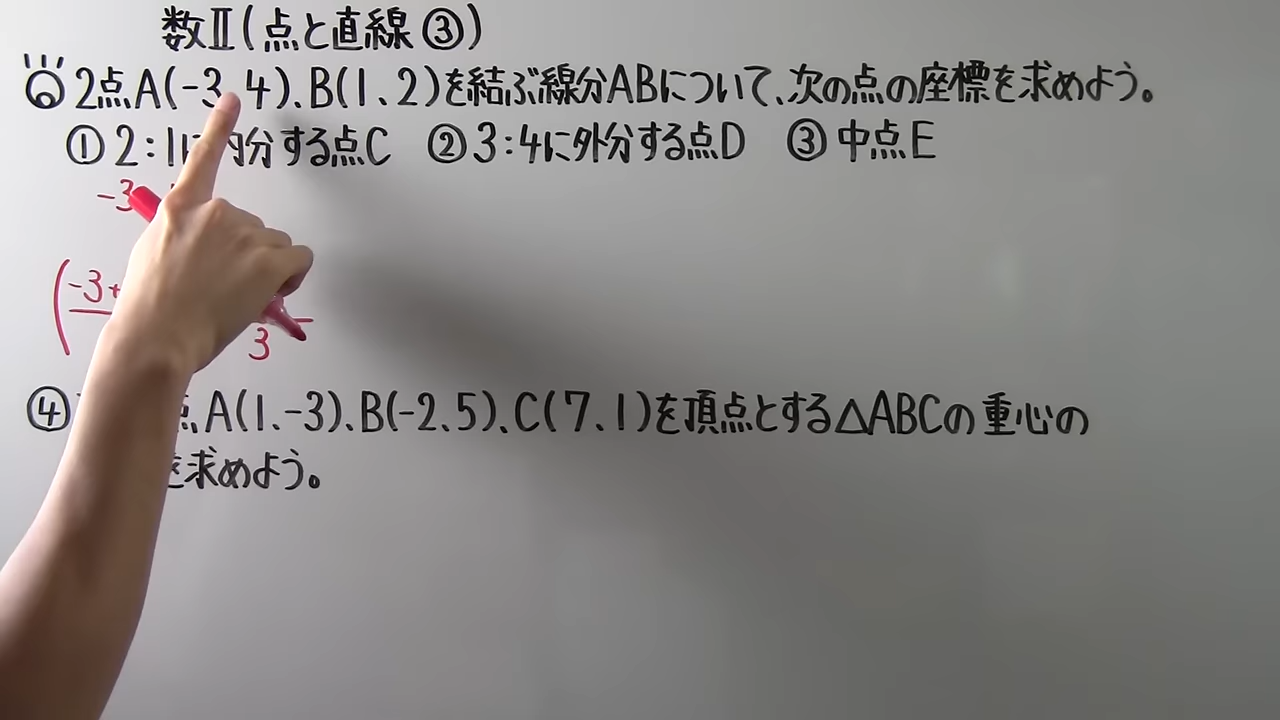 数Ⅱ(点と直線③)
2点A(-3、4)、B(1、2)を結ぶ線分ABについて、次の点の座標を求めよう。
①2:1に内分する点C ②3:4に外分する点D ③中点E
-3
(-3+
3
④ 点A(1、-3)、B(-2、5)、C(7、1)を頂点とする△ABCの重心の
を求めよう。